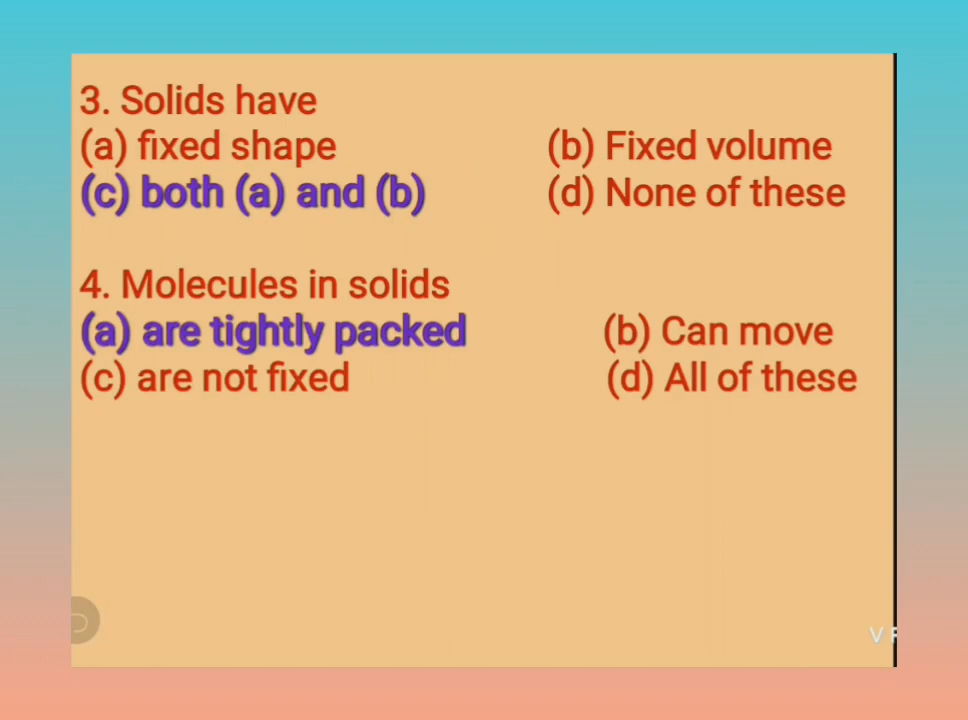 3. Solids have
(a) fixed shape (b) Fixed volume
(c) both (a) and (b) (d) None of these
4. Molecules in solids
(a) are tightly packed (b) Can move
(c) are not fixed (d) All of these